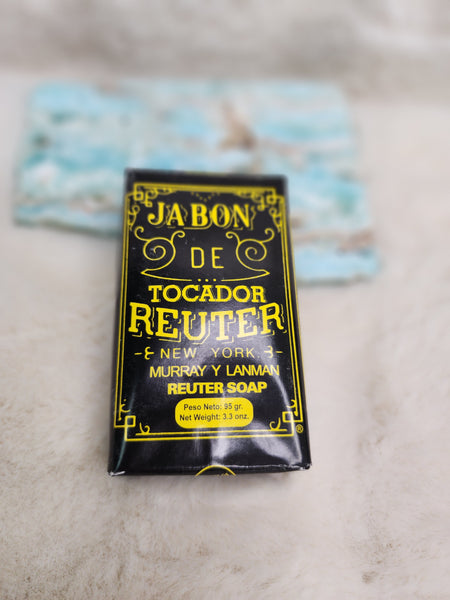 JABON
DE
TOCADOR
REUTER
NEW YORK
MURRAY Y LANMAN
REUTER SOAP
Peso Neto: 95 gr.
Net Weight: 3.3 onz.
®